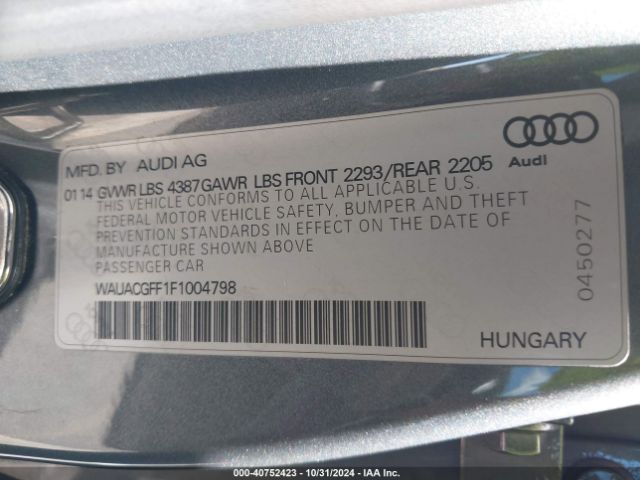 MFD. BY AUDI AG
Audi
01 14 GVWR LBS 4387 GAWR LBS FRONT 2293/REAR 2205
THIS VEHICLE CONFORMS TO ALL APPLICABLE U.S.
FEDERAL MOTOR VEHICLE SAFETY, BUMPER AND THEFT
PREVENTION STANDARDS IN EFFECT ON THE DATE OF
MANUFACTURE SHOWN ABOVE
PASSENGER CAR
WAUACGFF1F1004798
0450277
HUNGARY
000-40752423 - 10/31/2024 - IAA Inc.